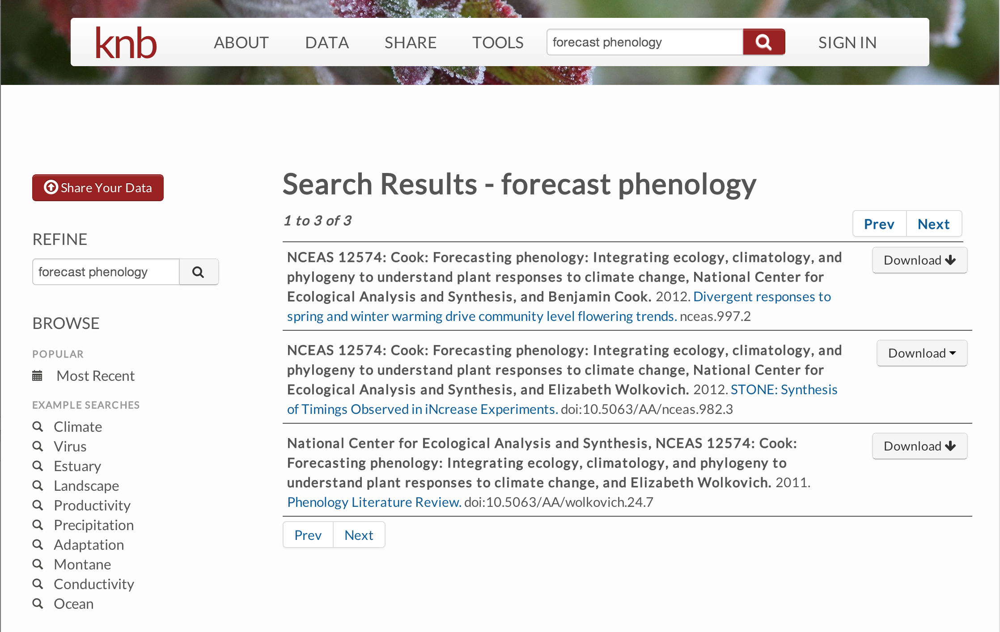 knb
ABOUT
DATA
SHARE
TOOLS
forecast phenology
SIGN IN
Share Your Data
REFINE
forecast phenology
BROWSE
POPULAR
Most Recent
EXAMPLE SEARCHES
Climate
Virus
Estuary
Landscape
Productivity
Precipitation
Adaptation
Montane
Conductivity
Ocean
Search Results - forecast phenology
1 to 3 of 3
Prev
Next
NCEAS 12574: Cook: Forecasting phenology: Integrating ecology, climatology, and
phylogeny to understand plant responses to climate change, National Center for
Ecological Analysis and Synthesis, and Benjamin Cook. 2012. Divergent responses to
spring and winter warming drive community level flowering trends. nceas.997.2
Download
NCEAS 12574: Cook: Forecasting phenology: Integrating ecology, climatology, and
phylogeny to understand plant responses to climate change, National Center for
Ecological Analysis and Synthesis, and Elizabeth Wolkovich. 2012. STONE: Synthesis
of Timings Observed in iNcrease Experiments. doi:10.5063/AA/nceas.982.3
Download
National Center for Ecological Analysis and Synthesis, NCEAS 12574: Cook:
Forecasting phenology: Integrating ecology, climatology, and phylogeny to
understand plant responses to climate change, and Elizabeth Wolkovich. 2011.
Phenology Literature Review. doi:10.5063/AA/wolkovich.24.7
Download
Prev
Next